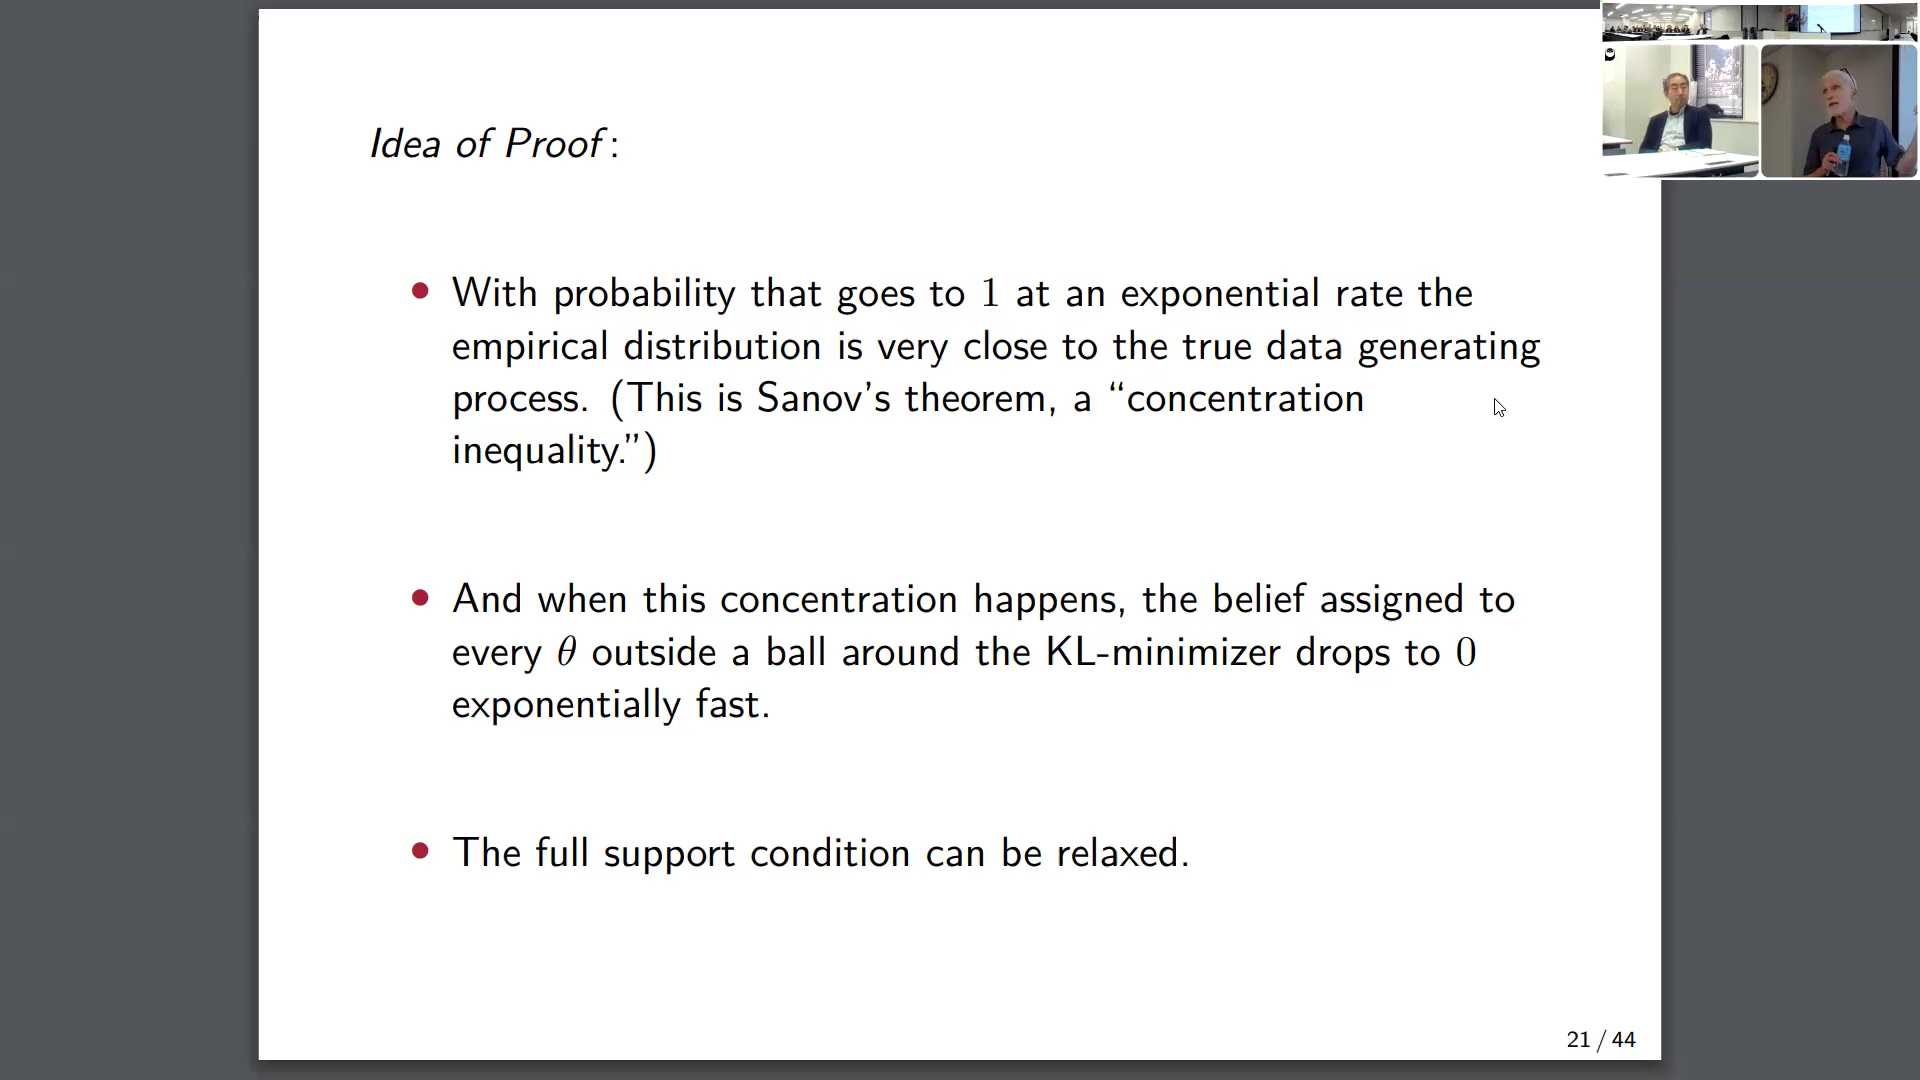 Idea of Proof:
• With probability that goes to 1 at an exponential rate the
empirical distribution is very close to the true data generating
process. (This is Sanov’s theorem, a “concentration
inequality.”)
• And when this concentration happens, the belief assigned to
every θ outside a ball around the KL-minimizer drops to 0
exponentially fast.
• The full support condition can be relaxed.
21 / 44